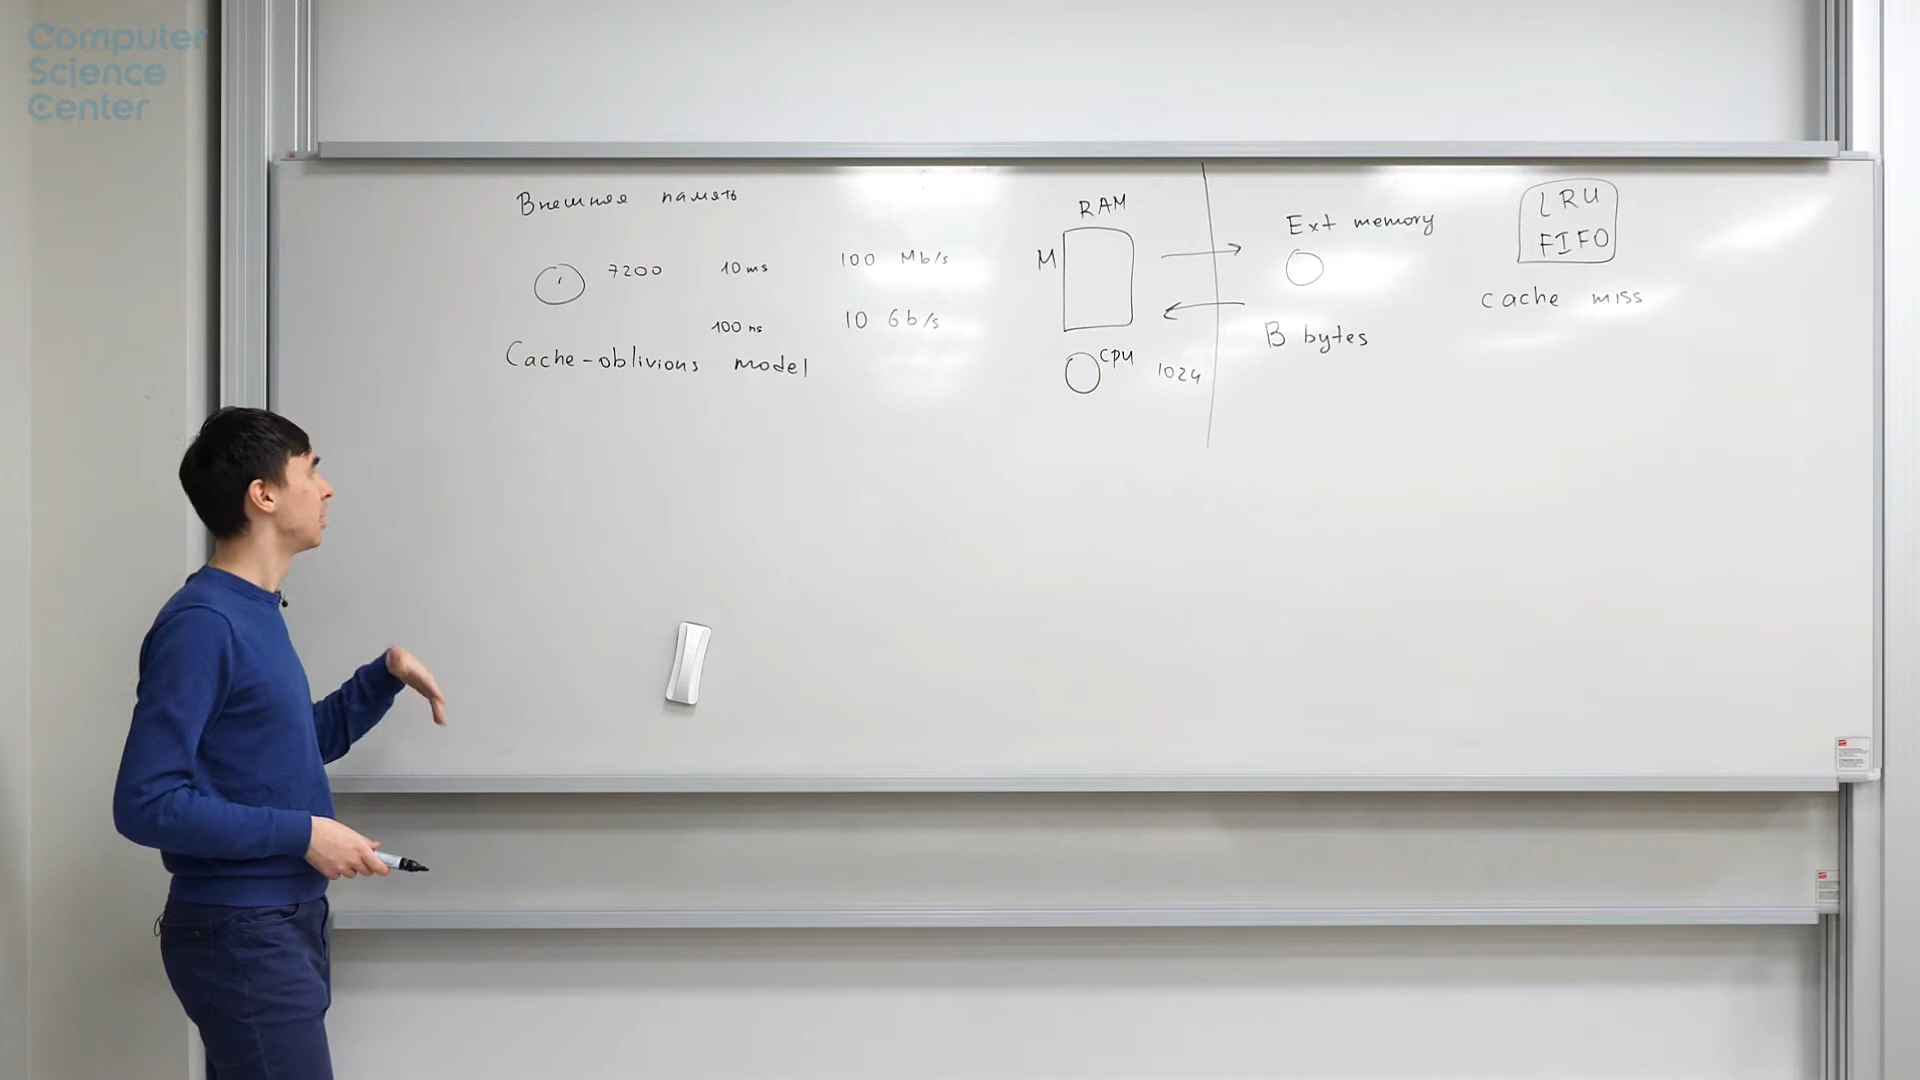 Computer
Science
Center
Внешняя память
7200 10 ms 100 Mb/s
100 ns 10 Gb/s
Cache-oblivious model
RAM
M
CPU
1024
Ext memory
B bytes
LRU
FIFO
cache miss